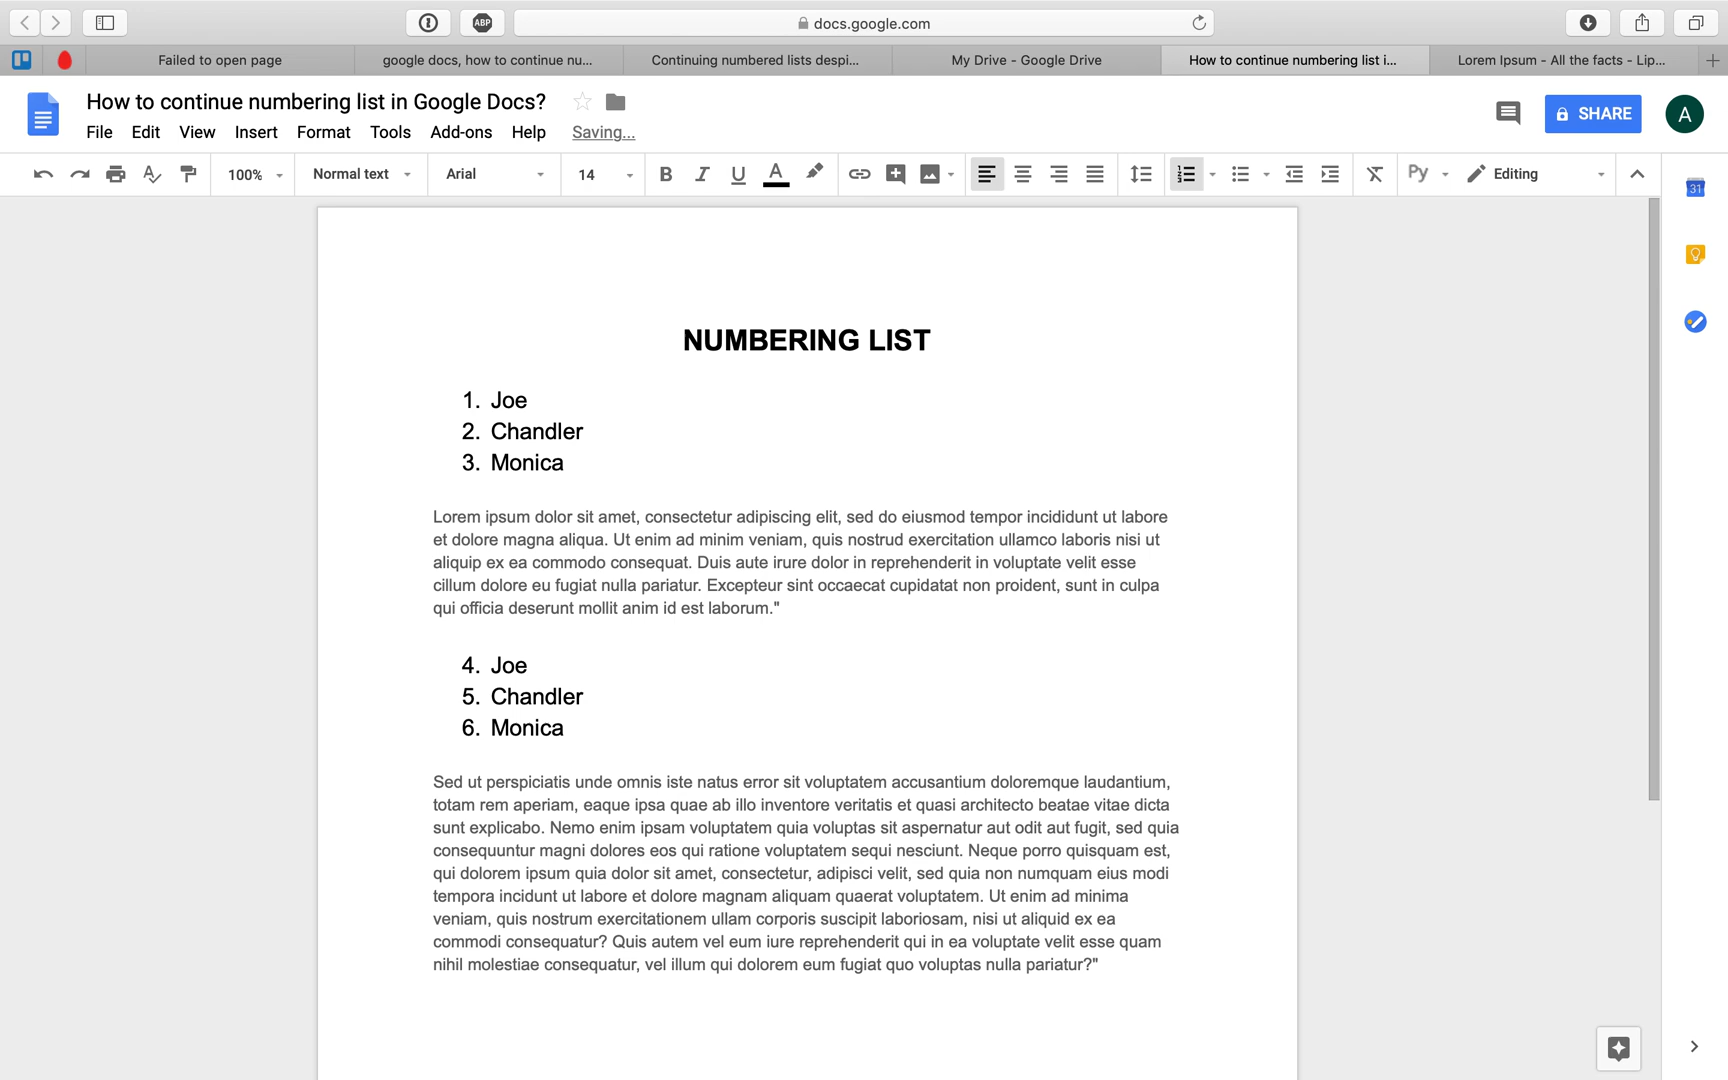 ABP
docs.google.com
Failed to open page
google docs, how to continue nu...
Continuing numbered lists despi...
My Drive - Google Drive
How to continue numbering list i...
Lorem Ipsum - All the facts - Lip...
How to continue numbering list in Google Docs?
File Edit View Insert Format Tools Add-ons Help Saving...
SHARE
A
100% Normal text Arial 14 B I U A Py Editing
31
NUMBERING LIST
1. Joe
2. Chandler
3. Monica
Lorem ipsum dolor sit amet, consectetur adipiscing elit, sed do eiusmod tempor incididunt ut labore
et dolore magna aliqua. Ut enim ad minim veniam, quis nostrud exercitation ullamco laboris nisi ut
aliquip ex ea commodo consequat. Duis aute irure dolor in reprehenderit in voluptate velit esse
cillum dolore eu fugiat nulla pariatur. Excepteur sint occaecat cupidatat non proident, sunt in culpa
qui officia deserunt mollit anim id est laborum."
4. Joe
5. Chandler
6. Monica
Sed ut perspiciatis unde omnis iste natus error sit voluptatem accusantium doloremque laudantium,
totam rem aperiam, eaque ipsa quae ab illo inventore veritatis et quasi architecto beatae vitae dicta
sunt explicabo. Nemo enim ipsam voluptatem quia voluptas sit aspernatur aut odit aut fugit, sed quia
consequuntur magni dolores eos qui ratione voluptatem sequi nesciunt. Neque porro quisquam est,
qui dolorem ipsum quia dolor sit amet, consectetur, adipisci velit, sed quia non numquam eius modi
tempora incidunt ut labore et dolore magnam aliquam quaerat voluptatem. Ut enim ad minima
veniam, quis nostrum exercitationem ullam corporis suscipit laboriosam, nisi ut aliquid ex ea
commodi consequatur? Quis autem vel eum iure reprehenderit qui in ea voluptate velit esse quam
nihil molestiae consequatur, vel illum qui dolorem eum fugiat quo voluptas nulla pariatur?"